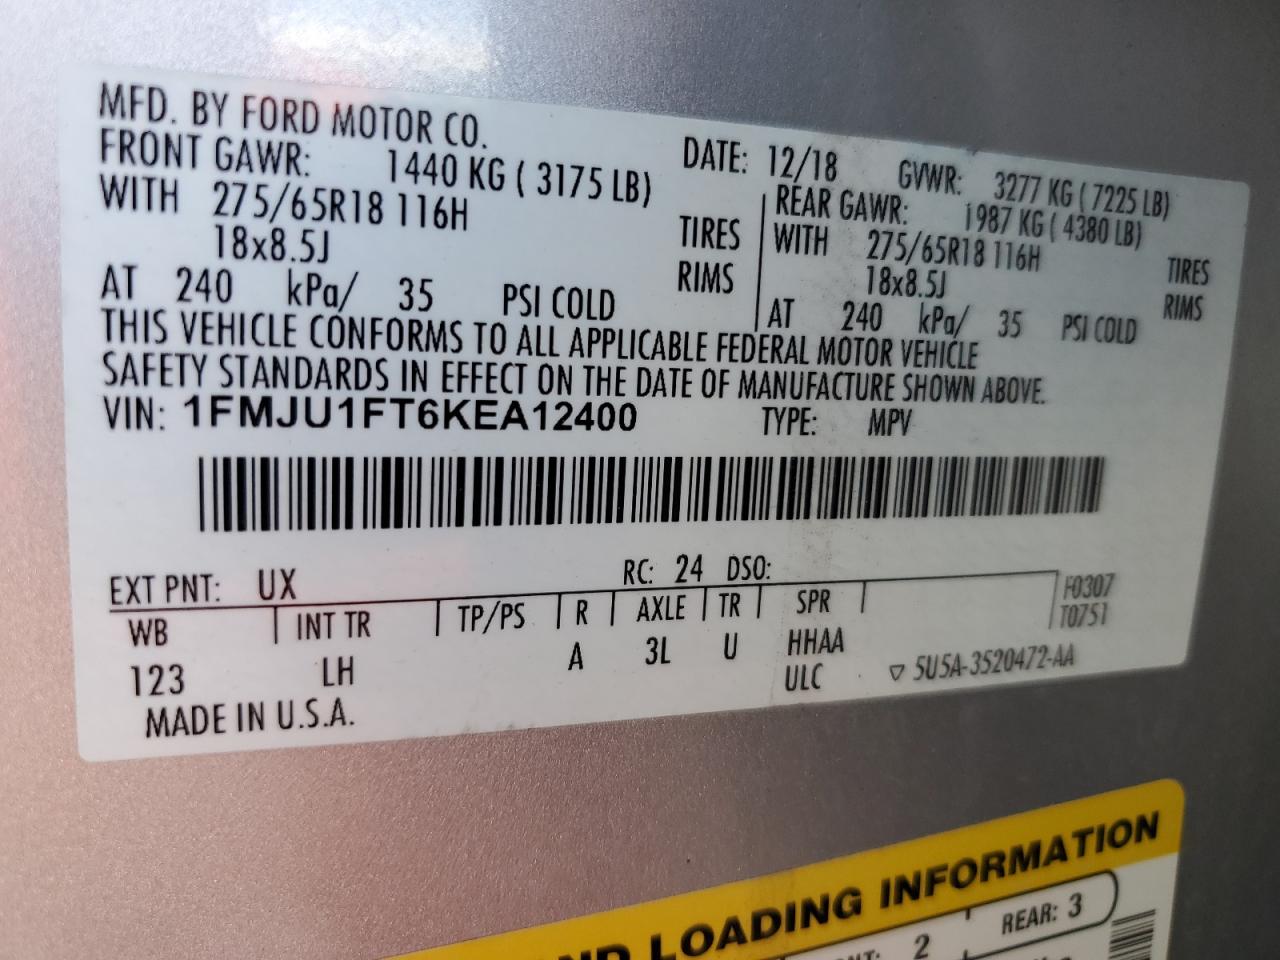 MFD. BY FORD MOTOR CO.
DATE: 12/18 GVWR: 3277 KG ( 7225 LB)
FRONT GAWR: 1440 KG ( 3175 LB)
WITH 275/65R18 116H TIRES
18x8.5J RIMS
AT 240 kPa/ 35 PSI COLD
REAR GAWR: 1987 KG ( 4380 LB)
WITH 275/65R18 116H TIRES
18x8.5J RIMS
AT 240 kPa/ 35 PSI COLD
THIS VEHICLE CONFORMS TO ALL APPLICABLE FEDERAL MOTOR VEHICLE
SAFETY STANDARDS IN EFFECT ON THE DATE OF MANUFACTURE SHOWN ABOVE.
VIN: 1FMJU1FT6KEA12400 TYPE: MPV
EXT PNT: UX RC: 24 DSO:
WB INT TR TP/PS R AXLE TR SPR F0307
T0751
123 LH A 3L U HHAA
ULC ▽ 5U5A-3520472-AA
MADE IN U.S.A.
LOADING INFORMATION
2 REAR: 3